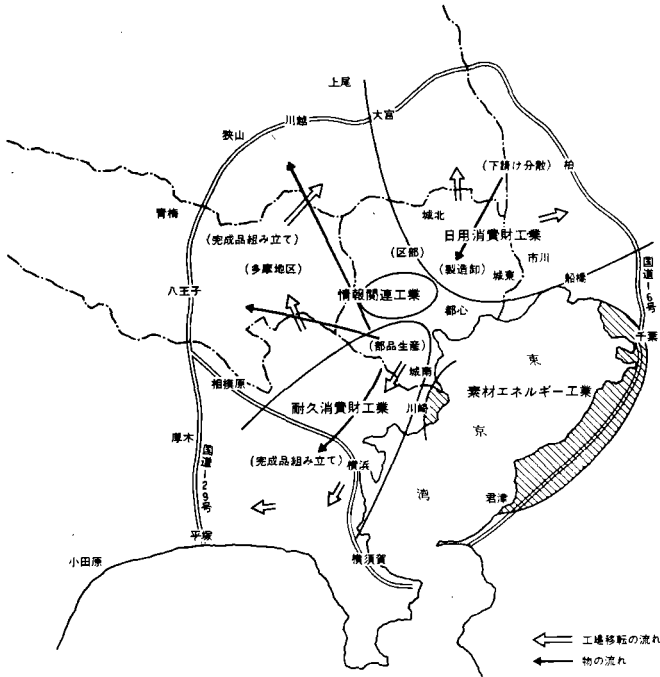 上尾
大宮
川越
狭山
柏
(下請け分散)
青梅
城北
(完成品組み立て)
日用消費財工業
(区部)
(多摩地区)
(製造卸)
城東
市川
船橋
国道16号
八王子
情報関連工業
都心
千葉
(部品生産)
東
京
湾
城南
相模原
素材エネルギー工業
耐久消費財工業
川崎
厚木
国道129号
(完成品組み立て)
横浜
君津
平塚
小田原
横須賀
工場移転の流れ
物の流れ